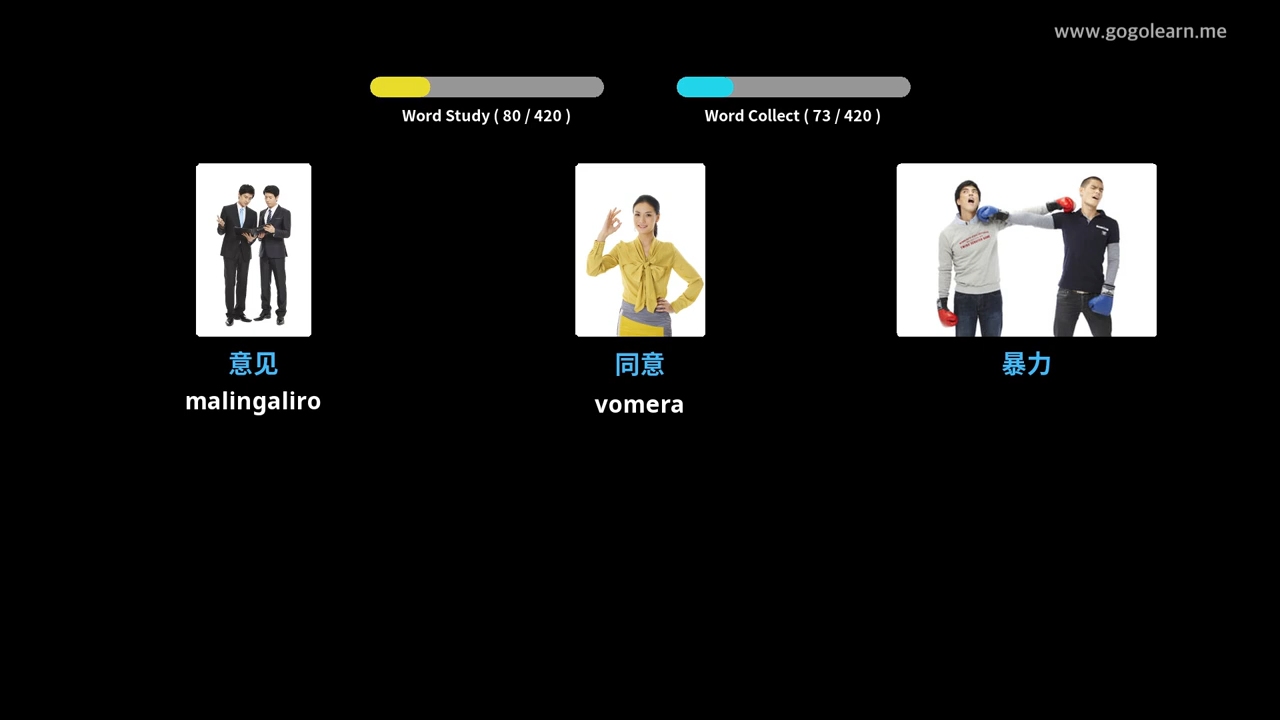 www.gogolearn.me
Word Study ( 80 / 420 )
Word Collect ( 73 / 420 )
意见
malingaliro
同意
vomera
暴力